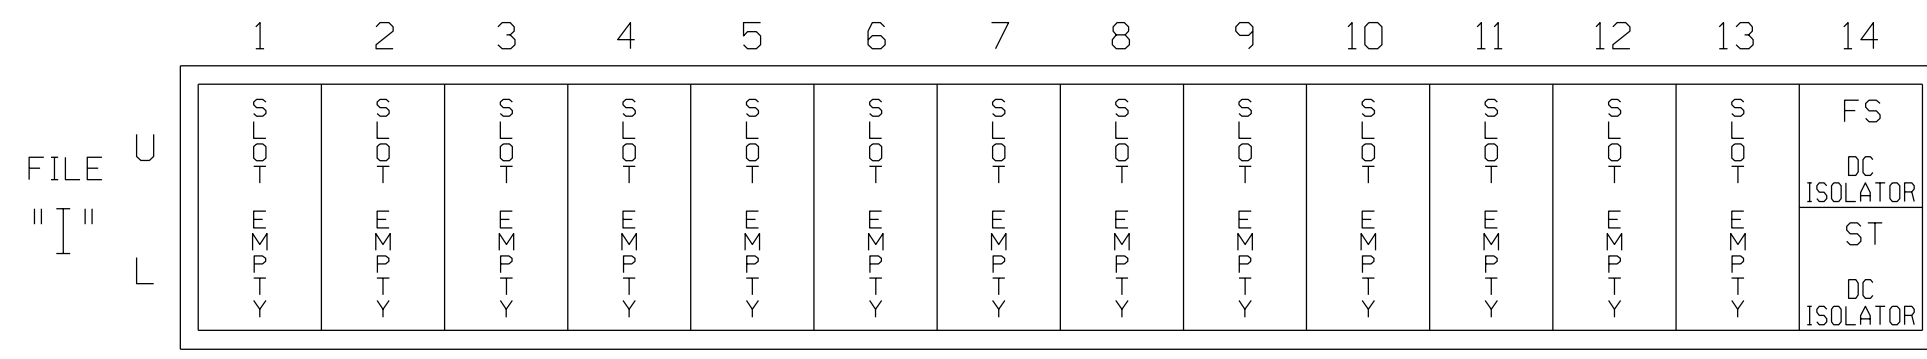 1 2 3 4 5 6 7 8 9 10 11 12 13 14
FILE
"I"
U
L
SLOT EMPTY
SLOT EMPTY
SLOT EMPTY
SLOT EMPTY
SLOT EMPTY
SLOT EMPTY
SLOT EMPTY
SLOT EMPTY
SLOT EMPTY
SLOT EMPTY
SLOT EMPTY
SLOT EMPTY
SLOT EMPTY
FS
DC
ISOLATOR
ST
DC
ISOLATOR